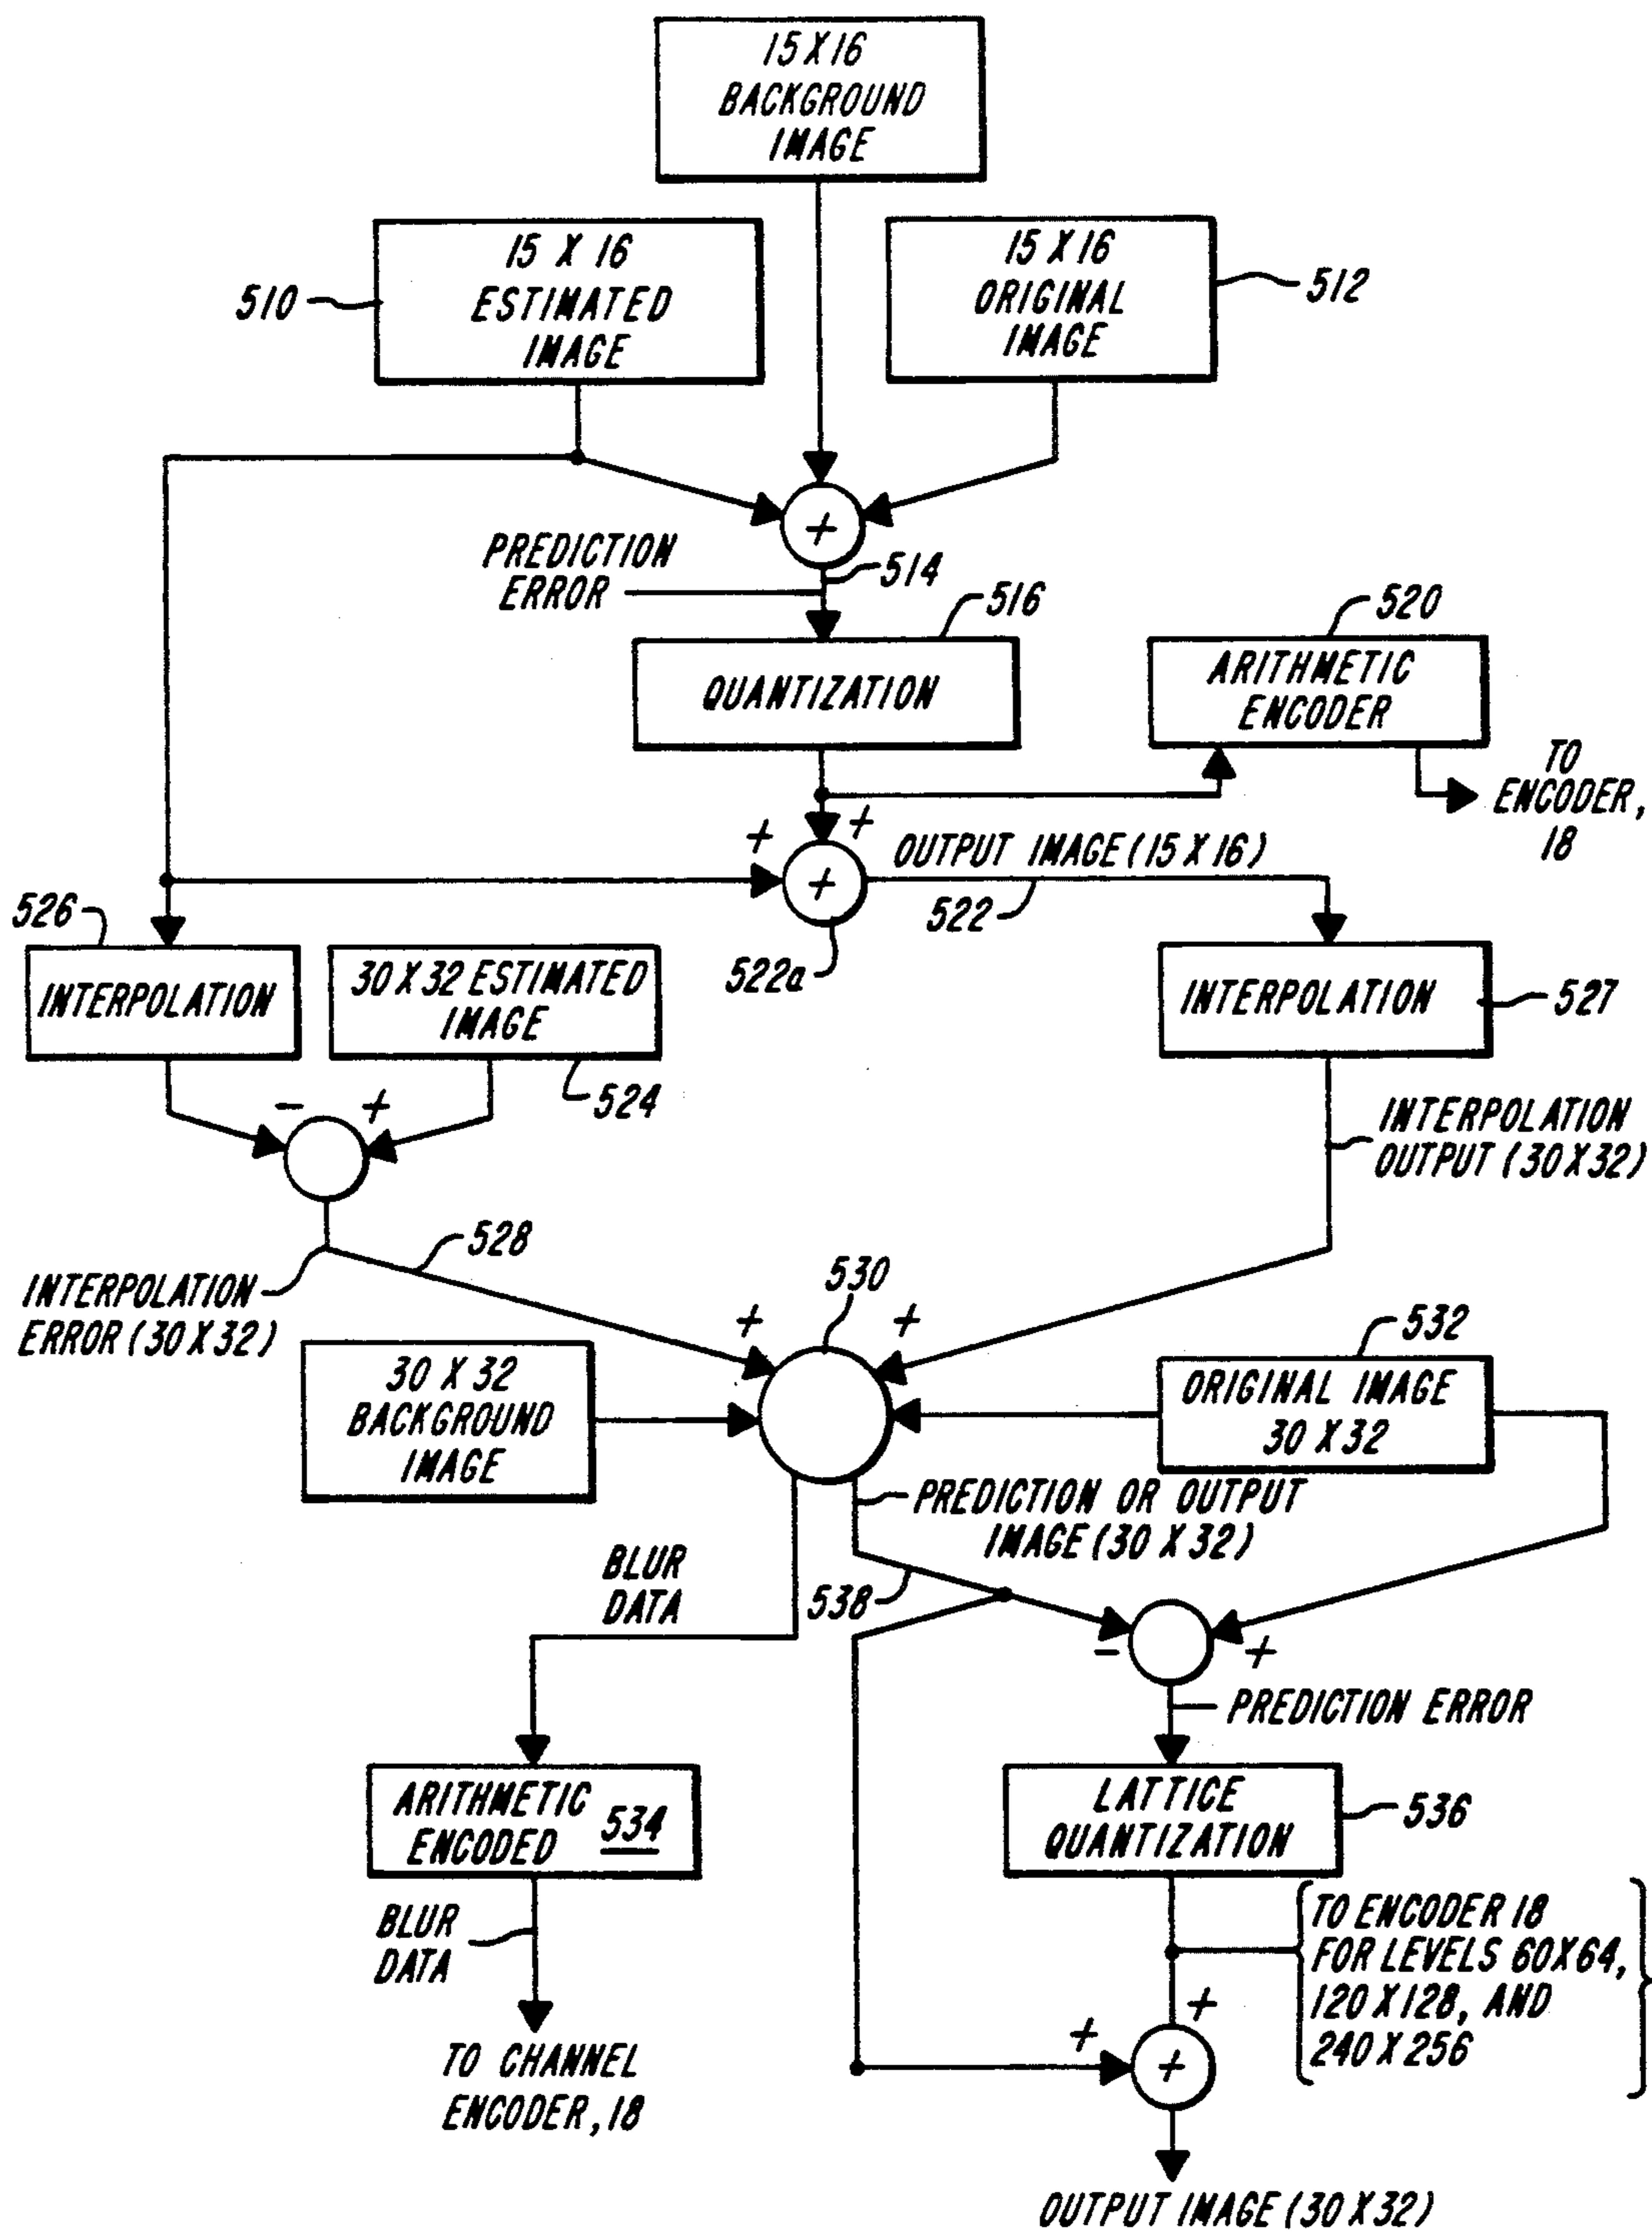 15 X 16
BACKGROUND
IMAGE
15 X 16
ESTIMATED
IMAGE
510
15 X 16
ORIGINAL
IMAGE
512
+
PREDICTION
ERROR
514
516
QUANTIZATION
520
ARITHMETIC
ENCODER
TO
ENCODER,
18
+
+
+
OUTPUT IMAGE (15 X 16)
522
522a
526
INTERPOLATION
30 X 32 ESTIMATED
IMAGE
524
INTERPOLATION
527
-
+
INTERPOLATION
OUTPUT (30 X 32)
528
INTERPOLATION
ERROR (30 X 32)
530
+
+
30 X 32
BACKGROUND
IMAGE
532
ORIGINAL IMAGE
30 X 32
PREDICTION OR OUTPUT
IMAGE (30 X 32)
BLUR
DATA
538
-
+
PREDICTION ERROR
ARITHMETIC
ENCODED
534
LATTICE
QUANTIZATION
536
BLUR
DATA
TO ENCODER 18
FOR LEVELS 60 X 64,
120 X 128, AND
240 X 256
+
+
+
TO CHANNEL
ENCODER, 18
OUTPUT IMAGE (30 X 32)